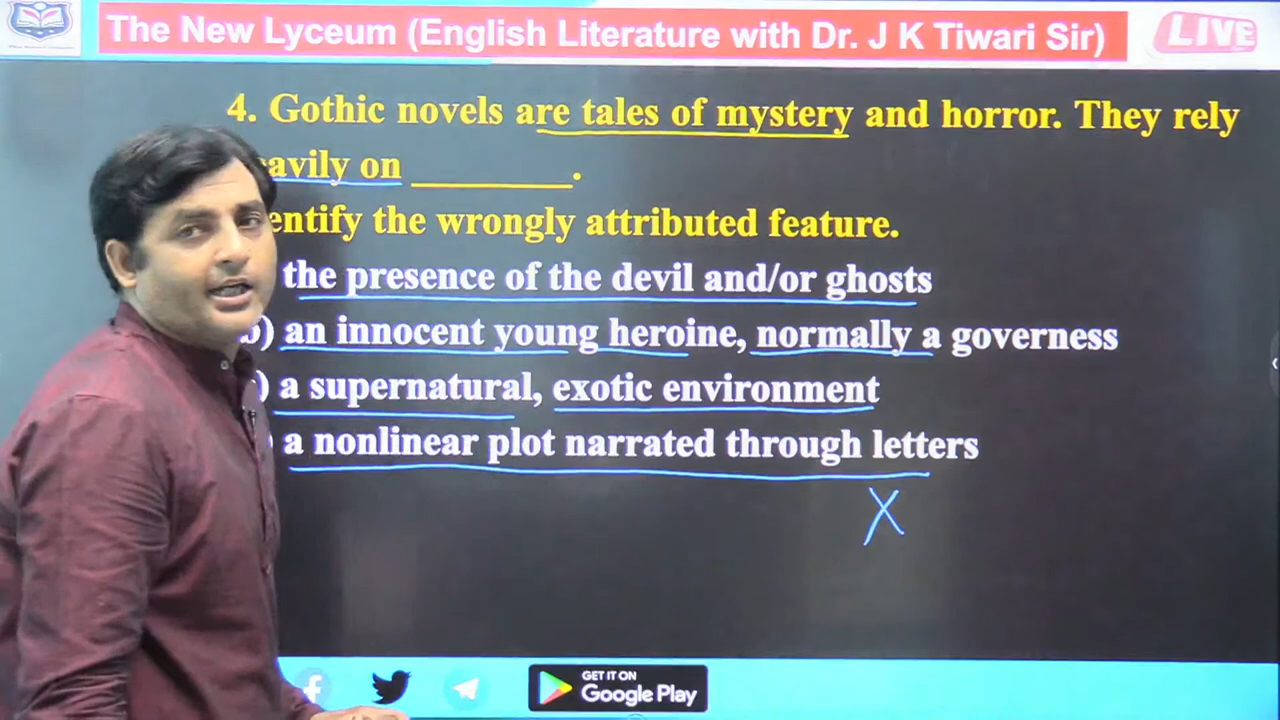 The New Lyceum (English Literature with Dr. J K Tiwari Sir)
LIVE
4. Gothic novels are tales of mystery and horror. They rely
avily on __________.
entify the wrongly attributed feature.
the presence of the devil and/or ghosts
b) an innocent young heroine, normally a governess
) a supernatural, exotic environment
a nonlinear plot narrated through letters
X
GET IT ON
Google Play